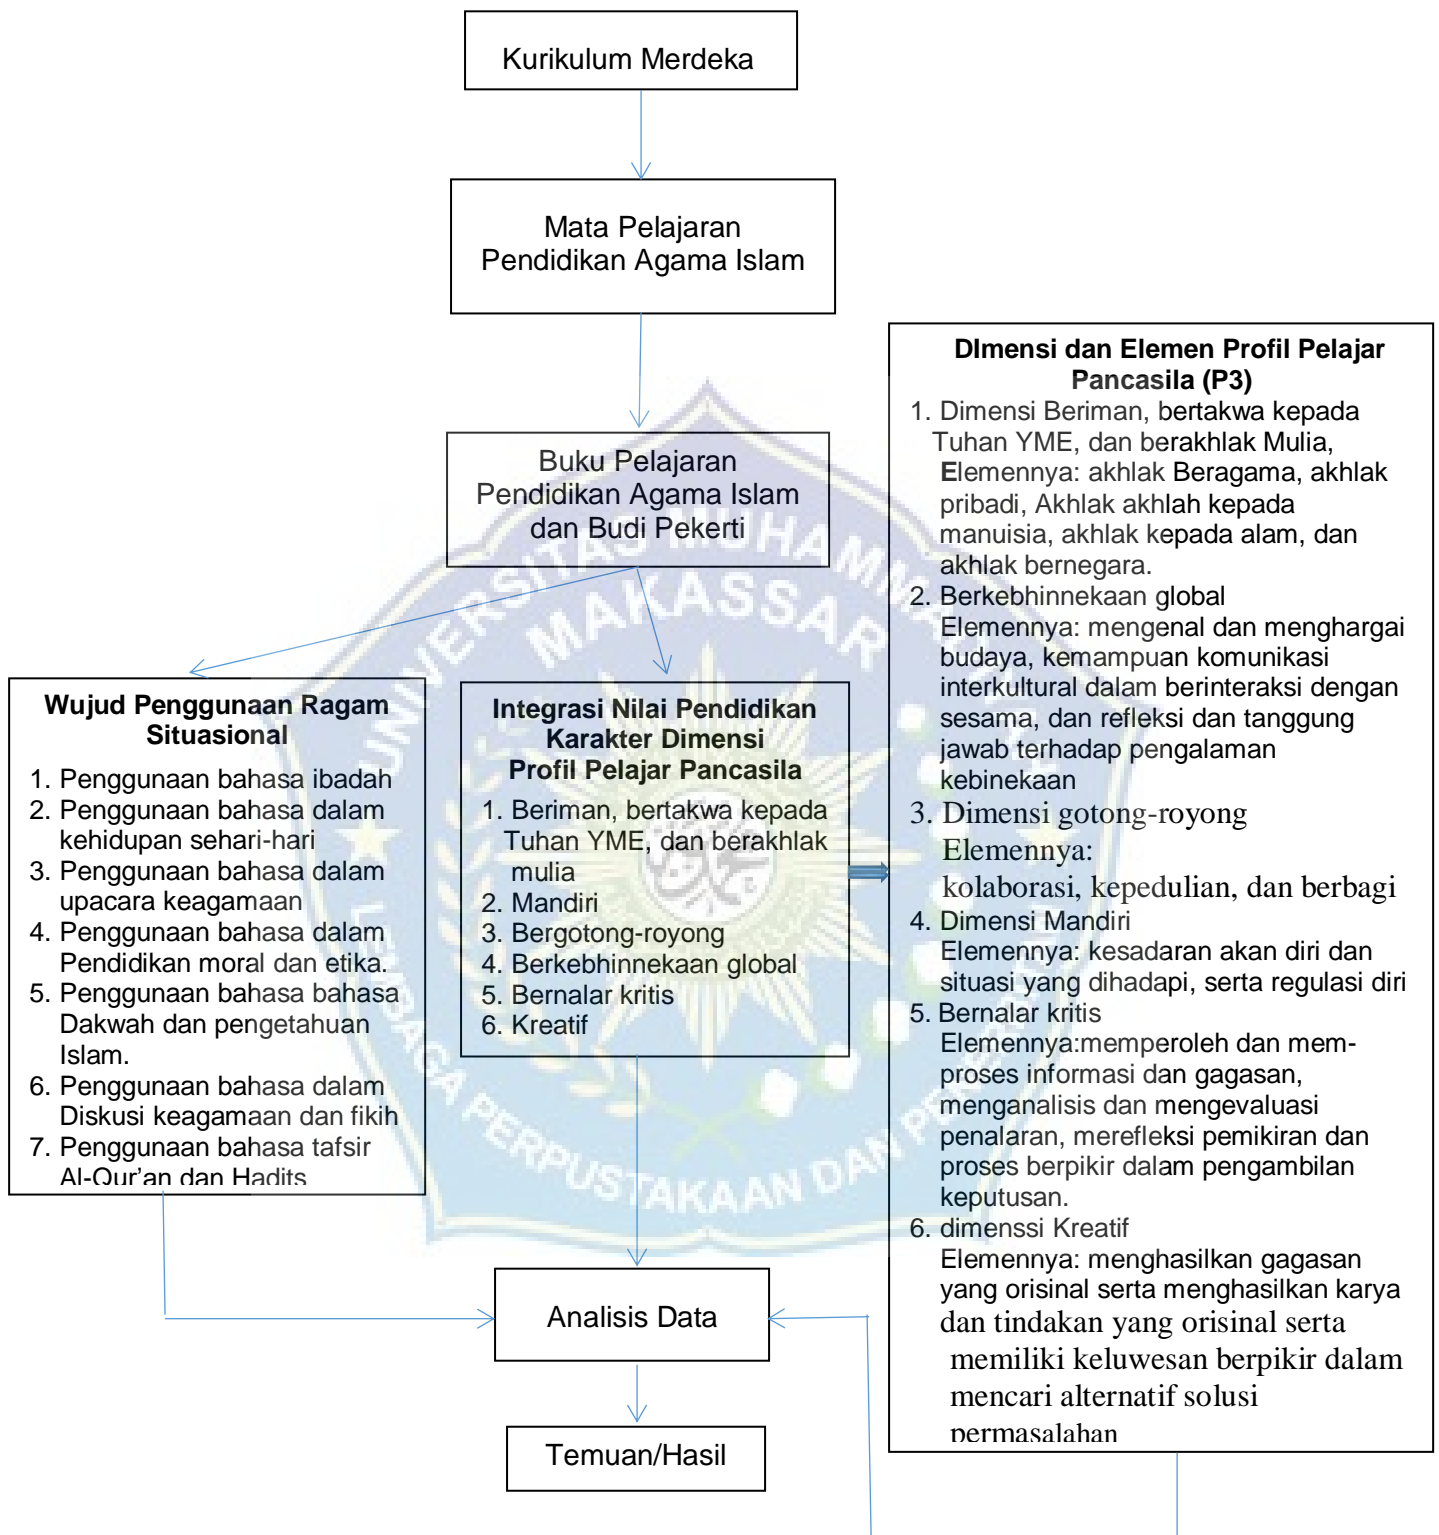 Kurikulum Merdeka
Mata Pelajaran
Pendidikan Agama Islam
Buku Pelajaran
Pendidikan Agama Islam
dan Budi Pekerti
Wujud Penggunaan Ragam
Situasional
1. Penggunaan bahasa ibadah
2. Penggunaan bahasa dalam
kehidupan sehari-hari
3. Penggunaan bahasa dalam
upacara keagamaan
4. Penggunaan bahasa dalam
Pendidikan moral dan etika.
5. Penggunaan bahasa bahasa
Dakwah dan pengetahuan
Islam.
6. Penggunaan bahasa dalam
Diskusi keagamaan dan fikih
7. Penggunaan bahasa tafsir
Al-Qur’an dan Hadits
Integrasi Nilai Pendidikan
Karakter Dimensi
Profil Pelajar Pancasila
1. Beriman, bertakwa kepada
Tuhan YME, dan berakhlak
mulia
2. Mandiri
3. Bergotong-royong
4. Berkebhinnekaan global
5. Bernalar kritis
6. Kreatif
DImensi dan Elemen Profil Pelajar
Pancasila (P3)
1. Dimensi Beriman, bertakwa kepada
Tuhan YME, dan berakhlak Mulia,
Elemennya: akhlak Beragama, akhlak
pribadi, Akhlak akhlah kepada
manuisia, akhlak kepada alam, dan
akhlak bernegara.
2. Berkebhinnekaan global
Elemennya: mengenal dan menghargai
budaya, kemampuan komunikasi
interkultural dalam berinteraksi dengan
sesama, dan refleksi dan tanggung
jawab terhadap pengalaman
kebinekaan
3. Dimensi gotong-royong
Elemennya:
kolaborasi, kepedulian, dan berbagi
4. Dimensi Mandiri
Elemennya: kesadaran akan diri dan
situasi yang dihadapi, serta regulasi diri
5. Bernalar kritis
Elemennya:memperoleh dan mem-
proses informasi dan gagasan,
menganalisis dan mengevaluasi
penalaran, merefleksi pemikiran dan
proses berpikir dalam pengambilan
keputusan.
6. dimenssi Kreatif
Elemennya: menghasilkan gagasan
yang orisinal serta menghasilkan karya
dan tindakan yang orisinal serta
memiliki keluwesan berpikir dalam
mencari alternatif solusi
permasalahan
Analisis Data
Temuan/Hasil
UNIVERSITAS MUHAMMADIYAH
MAKASSAR
LEMBAGA PERPUSTAKAAN DAN PENERBITAN